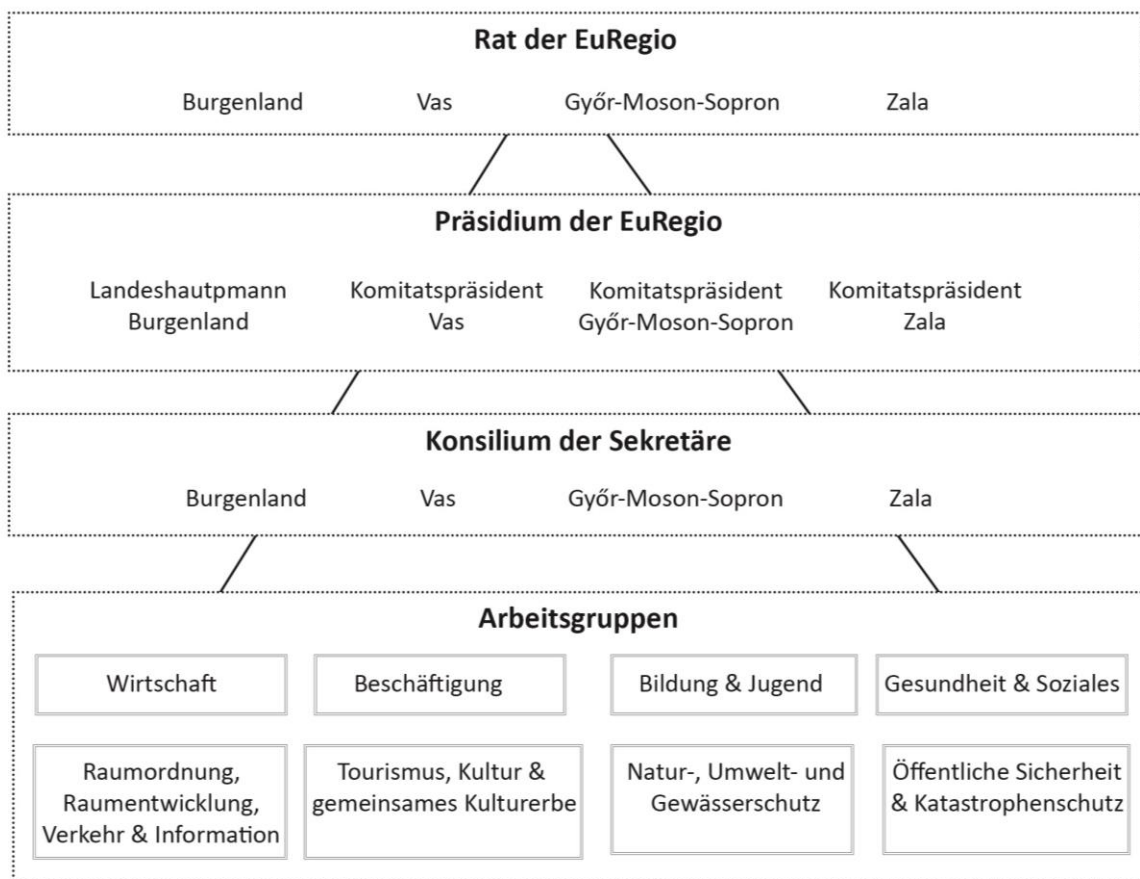 Rat der EuRegio
Burgenland Vas Győr-Moson-Sopron Zala
Präsidium der EuRegio
Landeshautpmann Burgenland
Komitatspräsident Vas
Komitatspräsident Győr-Moson-Sopron
Komitatspräsident Zala
Konsilium der Sekretäre
Burgenland Vas Győr-Moson-Sopron Zala
Arbeitsgruppen
Wirtschaft
Beschäftigung
Bildung & Jugend
Gesundheit & Soziales
Raumordnung,
Raumentwicklung,
Verkehr & Information
Tourismus, Kultur &
gemeinsames Kulturerbe
Natur-, Umwelt- und
Gewässerschutz
Öffentliche Sicherheit
& Katastrophenschutz